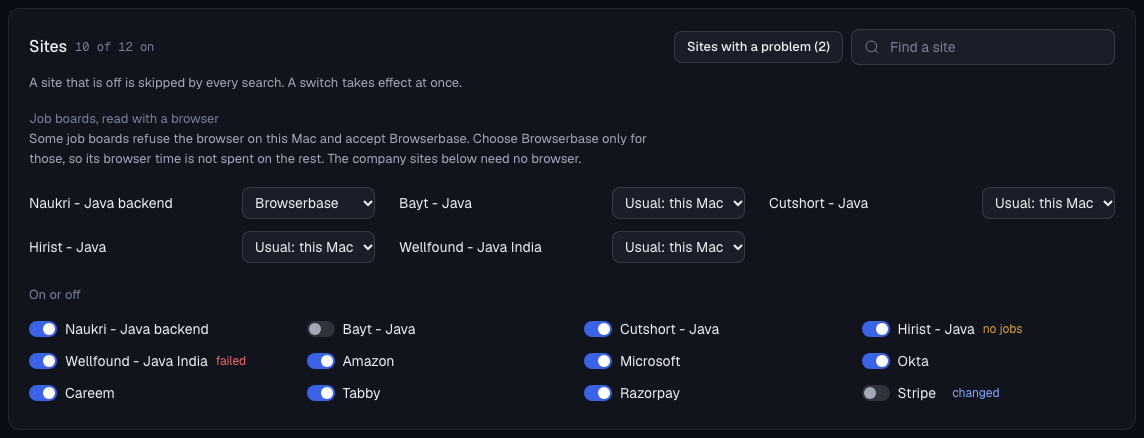 Sites 10 of 12 on
Sites with a problem (2)
Find a site
A site that is off is skipped by every search. A switch takes effect at once.
Job boards, read with a browser
Some job boards refuse the browser on this Mac and accept Browserbase. Choose Browserbase only for
those, so its browser time is not spent on the rest. The company sites below need no browser.
Naukri - Java backend Browserbase Bayt - Java Usual: this Mac Cutshort - Java Usual: this Mac
Hirist - Java Usual: this Mac Wellfound - Java India Usual: this Mac
On or off
Naukri - Java backend Bayt - Java Cutshort - Java Hirist - Java no jobs
Wellfound - Java India failed Amazon Microsoft Okta
Careem Tabby Razorpay Stripe changed